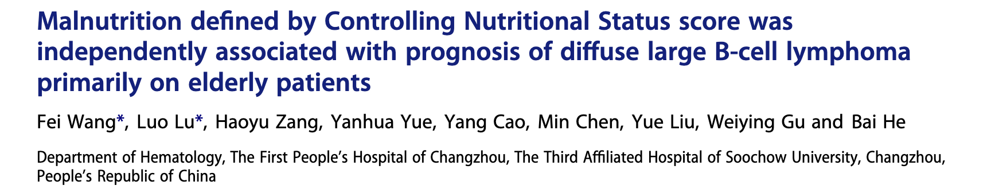 Malnutrition defined by Controlling Nutritional Status score was
independently associated with prognosis of diffuse large B-cell lymphoma
primarily on elderly patients
Fei Wang*, Luo Lu*, Haoyu Zang, Yanhua Yue, Yang Cao, Min Chen, Yue Liu, Weiying Gu and Bai He
Department of Hematology, The First People’s Hospital of Changzhou, The Third Affiliated Hospital of Soochow University, Changzhou,
People’s Republic of China